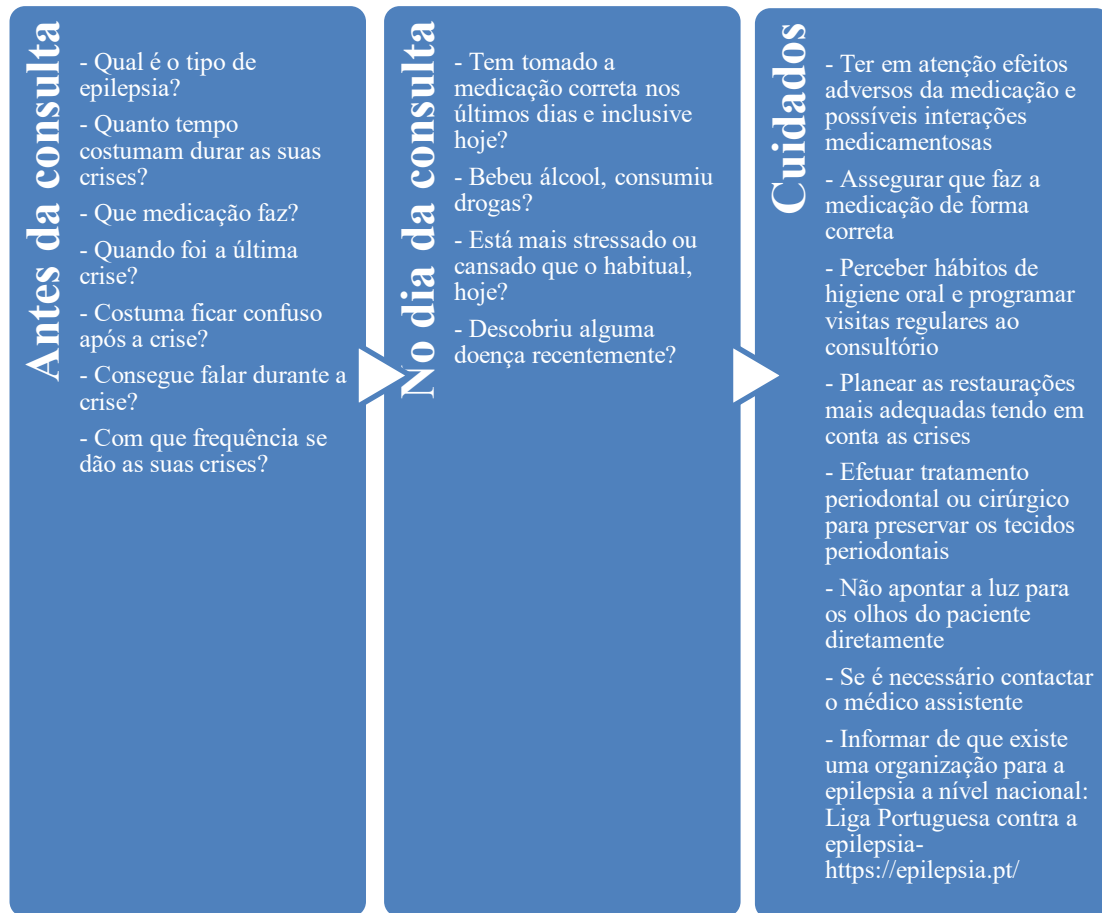 Antes da consulta
- Qual é o tipo de
epilepsia?
- Quanto tempo
costumam durar as suas
crises?
- Que medicação faz?
- Quando foi a última
crise?
- Costuma ficar confuso
após a crise?
- Consegue falar durante a
crise?
- Com que frequência se
dão as suas crises?
No dia da consulta
- Tem tomado a
medicação correta nos
últimos dias e inclusive
hoje?
- Bebeu álcool, consumiu
drogas?
- Está mais stressado ou
cansado que o habitual,
hoje?
- Descobriu alguma
doença recentemente?
Cuidados
- Ter em atenção efeitos
adversos da medicação e
possíveis interações
medicamentosas
- Assegurar que faz a
medicação de forma
correta
- Perceber hábitos de
higiene oral e programar
visitas regulares ao
consultório
- Planear as restaurações
mais adequadas tendo em
conta as crises
- Efetuar tratamento
periodontal ou cirúrgico
para preservar os tecidos
periodontais
- Não apontar a luz para
os olhos do paciente
diretamente
- Se é necessário contactar
o médico assistente
- Informar de que existe
uma organização para a
epilepsia a nível nacional:
Liga Portuguesa contra a
epilepsia-
https://epilepsia.pt/